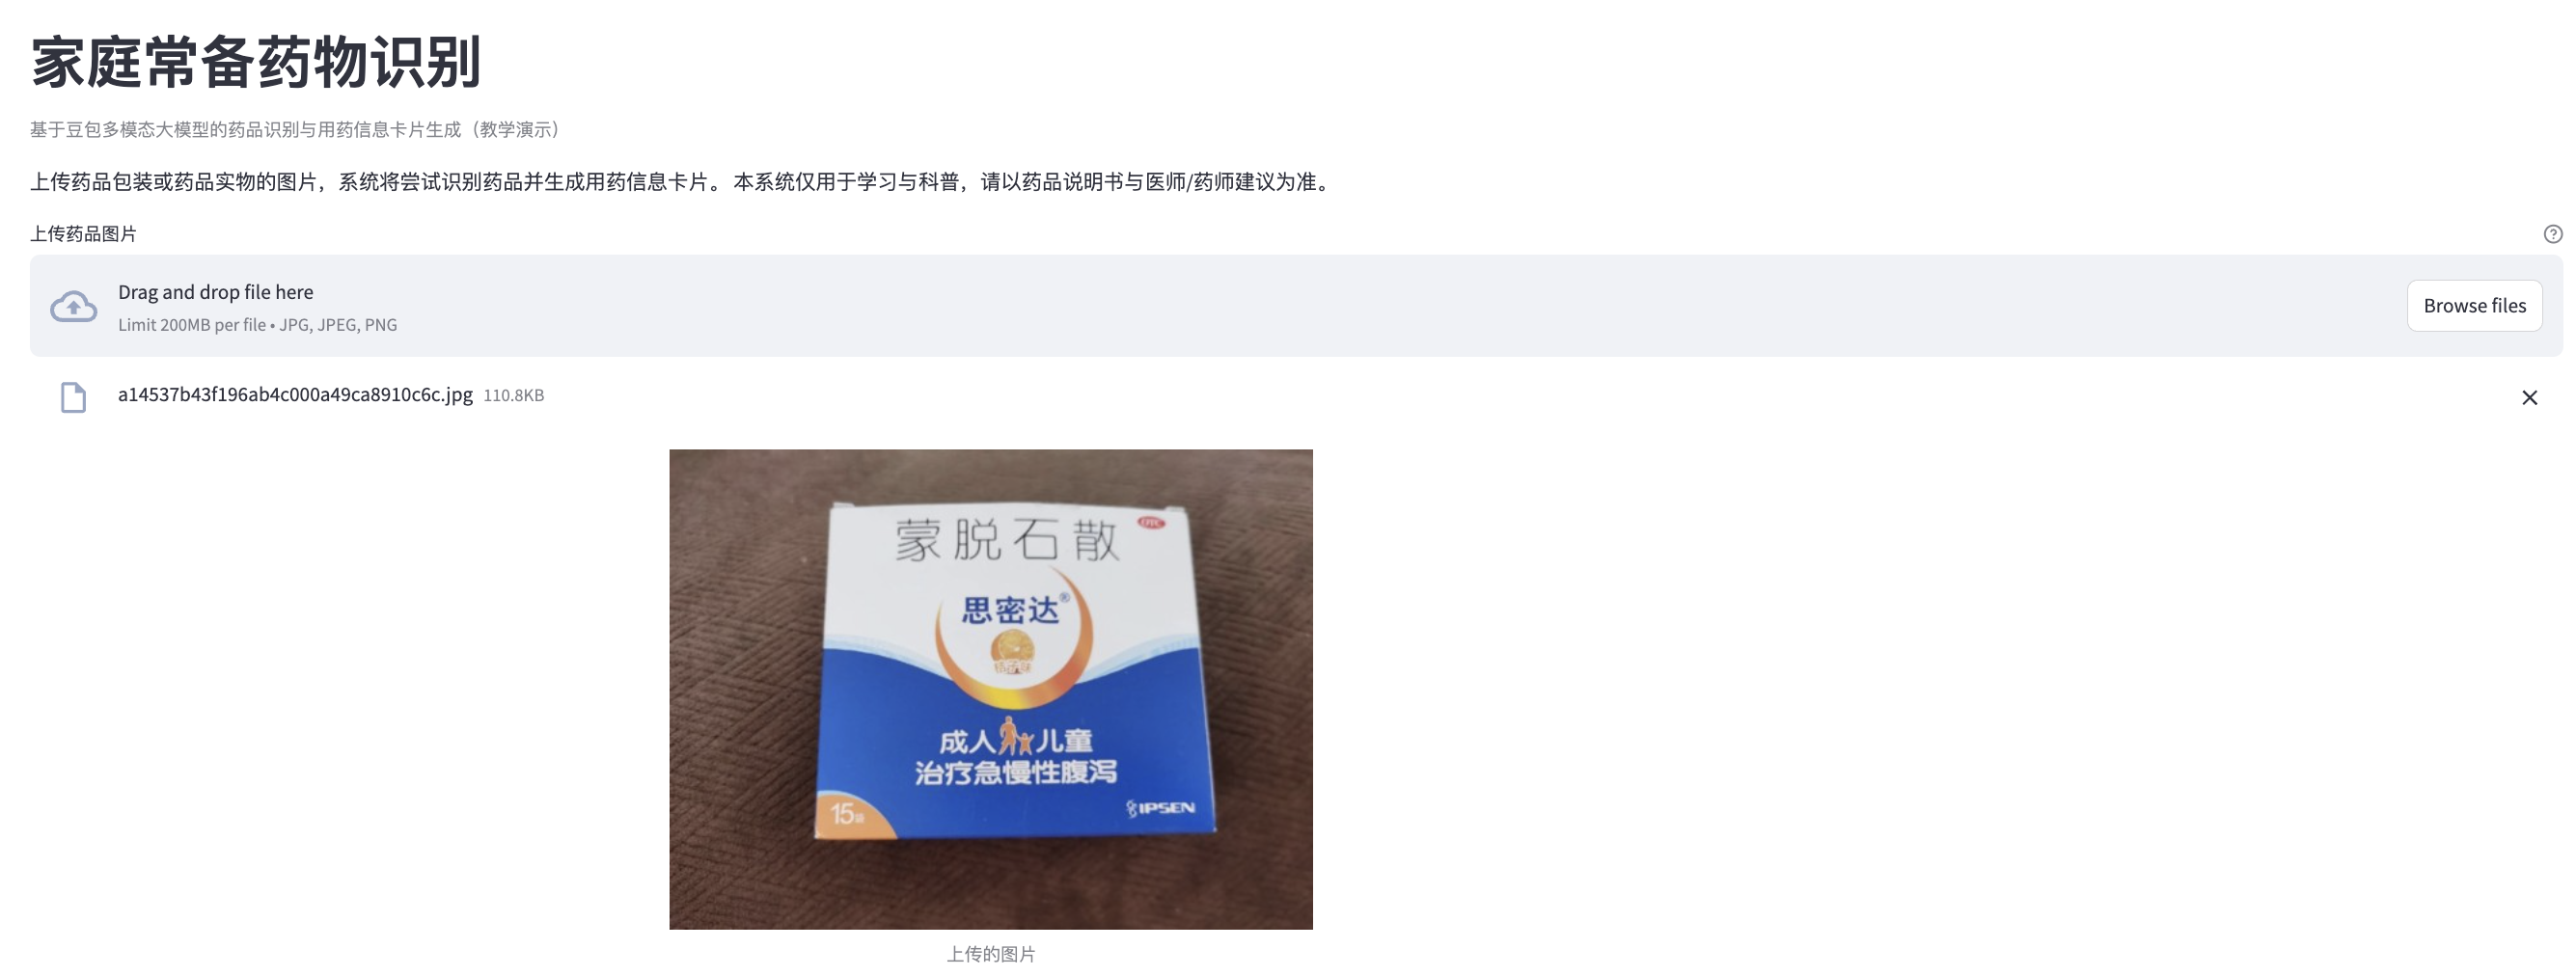 家庭常备药物识别
基于豆包多模态大模型的药品识别与用药信息卡片生成（教学演示）
上传药品包装或药品实物的图片，系统将尝试识别药品并生成用药信息卡片。 本系统仅用于学习与科普，请以药品说明书与医师/药师建议为准。
上传药品图片
Drag and drop file here
Limit 200MB per file • JPG, JPEG, PNG
Browse files
a14537b43f196ab4c000a49ca8910c6c.jpg 110.8KB
蒙脱石散
OTC
思密达®
桔子味
成人 儿童
治疗急慢性腹泻
15袋
IPSEN
上传的图片